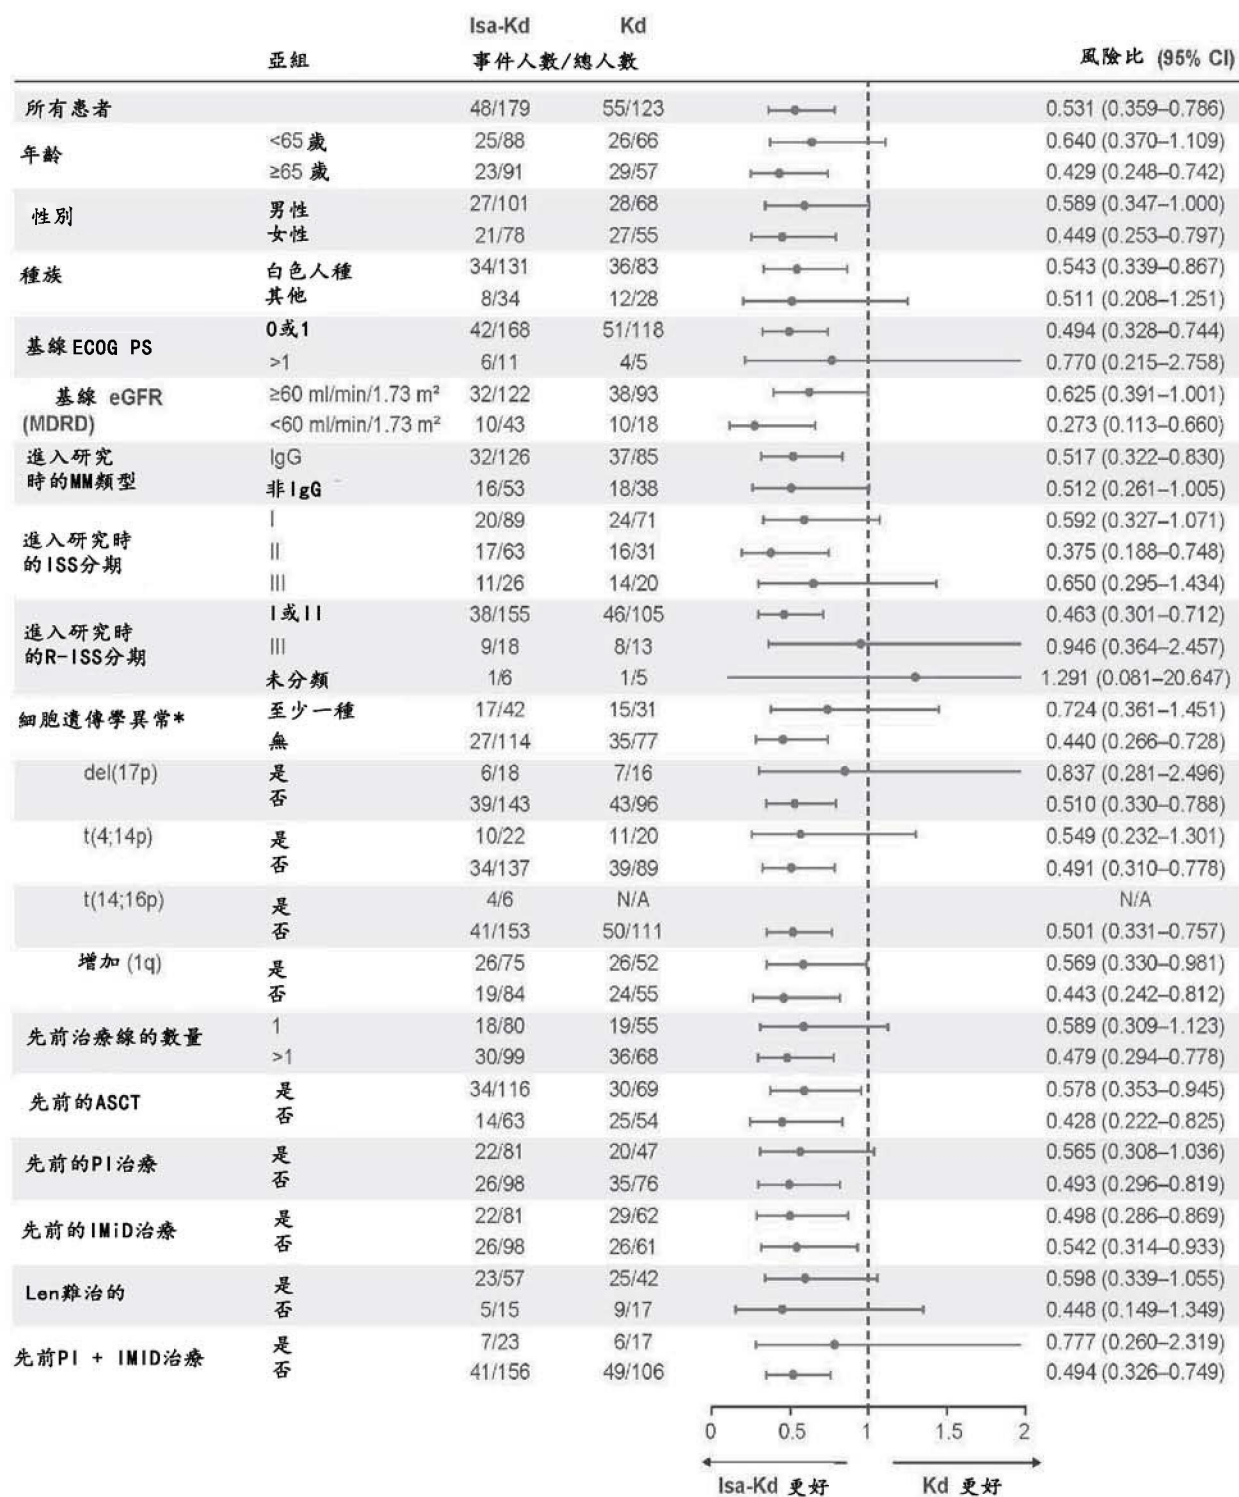 Isa-Kd Kd
亞組 事件人數/總人數 風險比 (95% CI)
所有患者 48/179 55/123 0.531 (0.359–0.786)
年齡 <65 歲 25/88 26/66 0.640 (0.370–1.109)
≥65 歲 23/91 29/57 0.429 (0.248–0.742)
性別 男性 27/101 28/68 0.589 (0.347–1.000)
女性 21/78 27/55 0.449 (0.253–0.797)
種族 白色人種 34/131 36/83 0.543 (0.339–0.867)
其他 8/34 12/28 0.511 (0.208–1.251)
基線ECOG PS 0或1 42/168 51/118 0.494 (0.328–0.744)
>1 6/11 4/5 0.770 (0.215–2.758)
基線 eGFR ≥60 ml/min/1.73 m² 32/122 38/93 0.625 (0.391–1.001)
(MDRD) <60 ml/min/1.73 m² 10/43 10/18 0.273 (0.113–0.660)
進入研究 IgG 32/126 37/85 0.517 (0.322–0.830)
時的MM類型 非IgG 16/53 18/38 0.512 (0.261–1.005)
進入研究時 I 20/89 24/71 0.592 (0.327–1.071)
的ISS分期 II 17/63 16/31 0.375 (0.188–0.748)
III 11/26 14/20 0.650 (0.295–1.434)
進入研究時 I或II 38/155 46/105 0.463 (0.301–0.712)
的R-ISS分期 III 9/18 8/13 0.946 (0.364–2.457)
未分類 1/6 1/5 1.291 (0.081–20.647)
細胞遺傳學異常* 至少一種 17/42 15/31 0.724 (0.361–1.451)
無 27/114 35/77 0.440 (0.266–0.728)
del(17p) 是 6/18 7/16 0.837 (0.281–2.496)
否 39/143 43/96 0.510 (0.330–0.788)
t(4;14p) 是 10/22 11/20 0.549 (0.232–1.301)
否 34/137 39/89 0.491 (0.310–0.778)
t(14;16p) 是 4/6 N/A N/A
否 41/153 50/111 0.501 (0.331–0.757)
增加 (1q) 是 26/75 26/52 0.569 (0.330–0.981)
否 19/84 24/55 0.443 (0.242–0.812)
先前治療線的數量 1 18/80 19/55 0.589 (0.309–1.123)
>1 30/99 36/68 0.479 (0.294–0.778)
先前的ASCT 是 34/116 30/69 0.578 (0.353–0.945)
否 14/63 25/54 0.428 (0.222–0.825)
先前的PI治療 是 22/81 20/47 0.565 (0.308–1.036)
否 26/98 35/76 0.493 (0.296–0.819)
先前的IMiD治療 是 22/81 29/62 0.498 (0.286–0.869)
否 26/98 26/61 0.542 (0.314–0.933)
Len難治的 是 23/57 25/42 0.598 (0.339–1.055)
否 5/15 9/17 0.448 (0.149–1.349)
先前PI + IMID治療 是 7/23 6/17 0.777 (0.260–2.319)
否 41/156 49/106 0.494 (0.326–0.749)
0 0.5 1 1.5 2
Isa-Kd 更好 Kd 更好